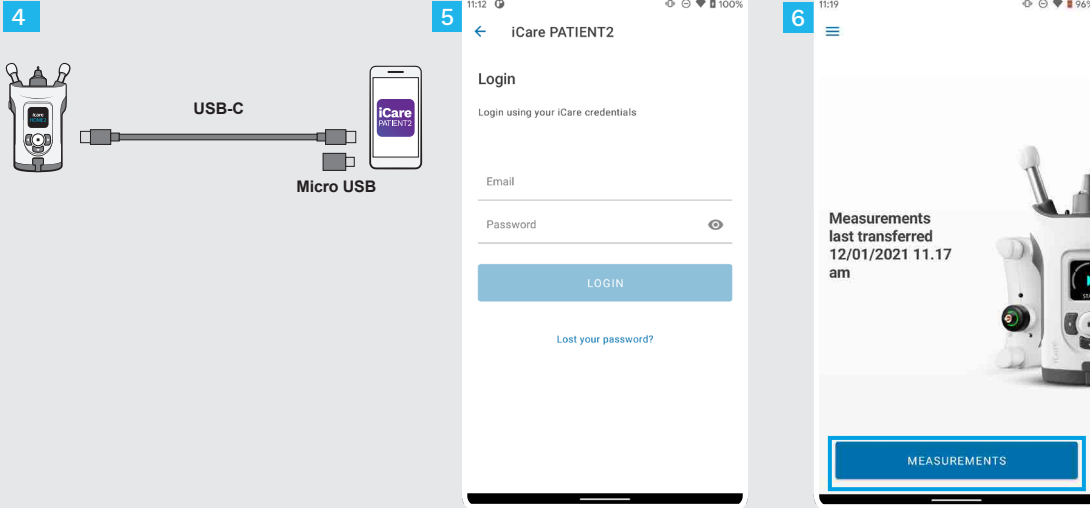 4
iCare
HOME2
USB-C
iCare
PATIENT2
Micro USB
5
11:12 100%
iCare PATIENT2
Login
Login using your iCare credentials
Email
Password
LOGIN
Lost your password?
6
11:19 96%
Measurements
last transferred
12/01/2021 11.17
am
iCare
MEASUREMENTS